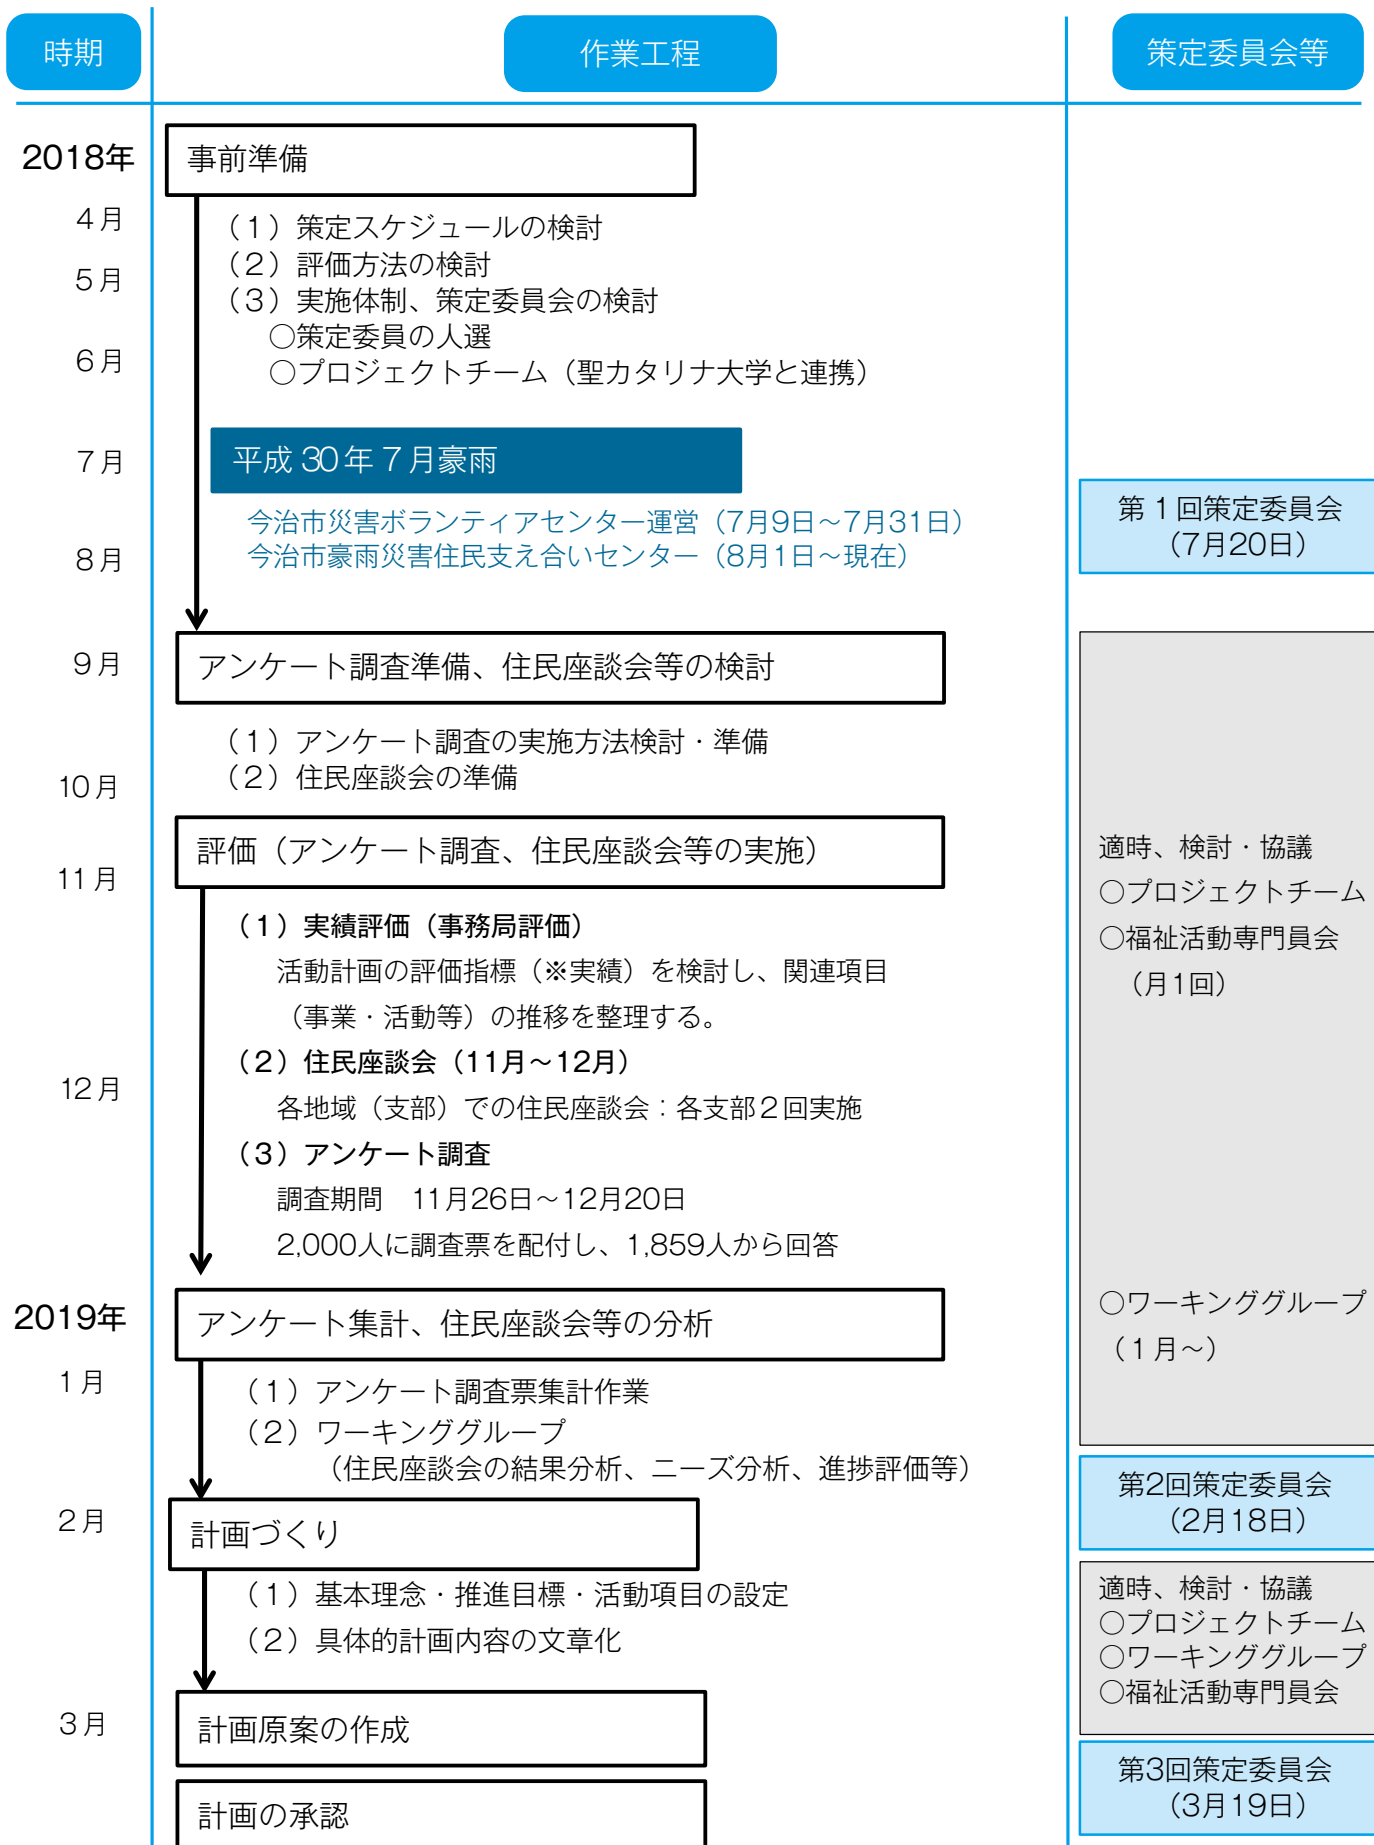 時期
作業工程
策定委員会等
2018年
事前準備
4月
（1）策定スケジュールの検討
（2）評価方法の検討
5月
（3）実施体制、策定委員会の検討
○策定委員の人選
6月
○プロジェクトチーム（聖カタリナ大学と連携）
7月
平成30年7月豪雨
今治市災害ボランティアセンター運営（7月9日～7月31日）
8月
今治市豪雨災害住民支え合いセンター（8月1日～現在）
第1回策定委員会
（7月20日）
9月
アンケート調査準備、住民座談会等の検討
（1）アンケート調査の実施方法検討・準備
（2）住民座談会の準備
10月
評価（アンケート調査、住民座談会等の実施）
11月
（1）実績評価（事務局評価）
活動計画の評価指標（※実績）を検討し、関連項目
（事業・活動等）の推移を整理する。
（2）住民座談会（11月～12月）
12月
各地域（支部）での住民座談会：各支部2回実施
（3）アンケート調査
調査期間　11月26日～12月20日
2,000人に調査票を配付し、1,859人から回答
適時、検討・協議
○プロジェクトチーム
○福祉活動専門員会
（月1回）
○ワーキンググループ
（1月～）
2019年
アンケート集計、住民座談会等の分析
1月
（1）アンケート調査票集計作業
（2）ワーキンググループ
（住民座談会の結果分析、ニーズ分析、進捗評価等）
第2回策定委員会
（2月18日）
2月
計画づくり
（1）基本理念・推進目標・活動項目の設定
（2）具体的計画内容の文章化
適時、検討・協議
○プロジェクトチーム
○ワーキンググループ
○福祉活動専門員会
3月
計画原案の作成
第3回策定委員会
（3月19日）
計画の承認